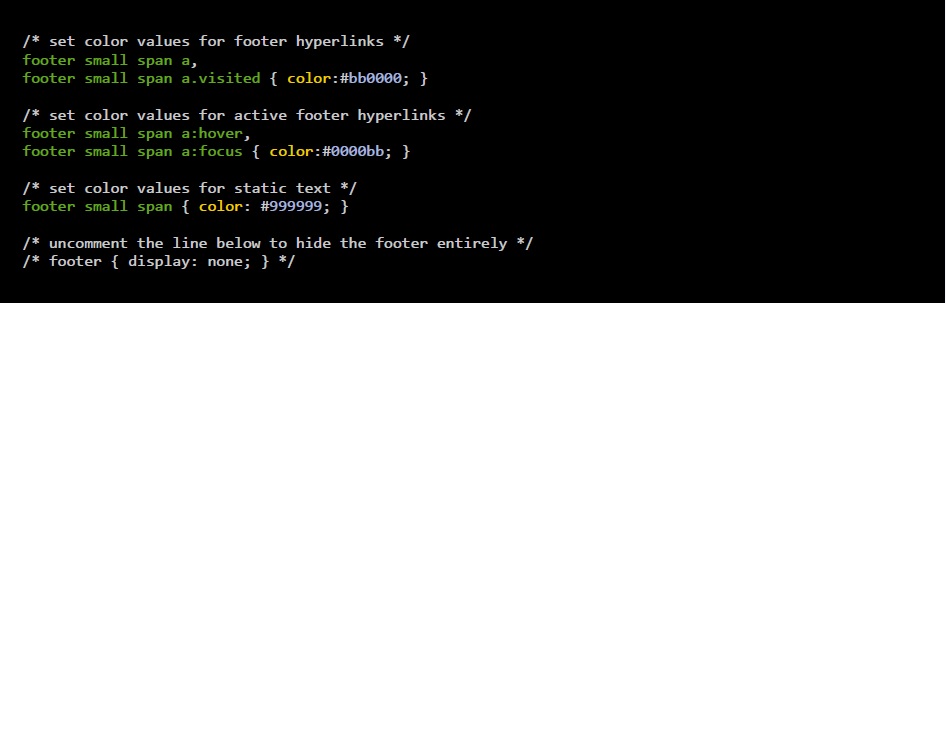 /* set color values for footer hyperlinks */
footer small span a,
footer small span a.visited { color:#bb0000; }
/* set color values for active footer hyperlinks */
footer small span a:hover,
footer small span a:focus { color:#0000bb; }
/* set color values for static text */
footer small span { color: #999999; }
/* uncomment the line below to hide the footer entirely */
/* footer { display: none; } */